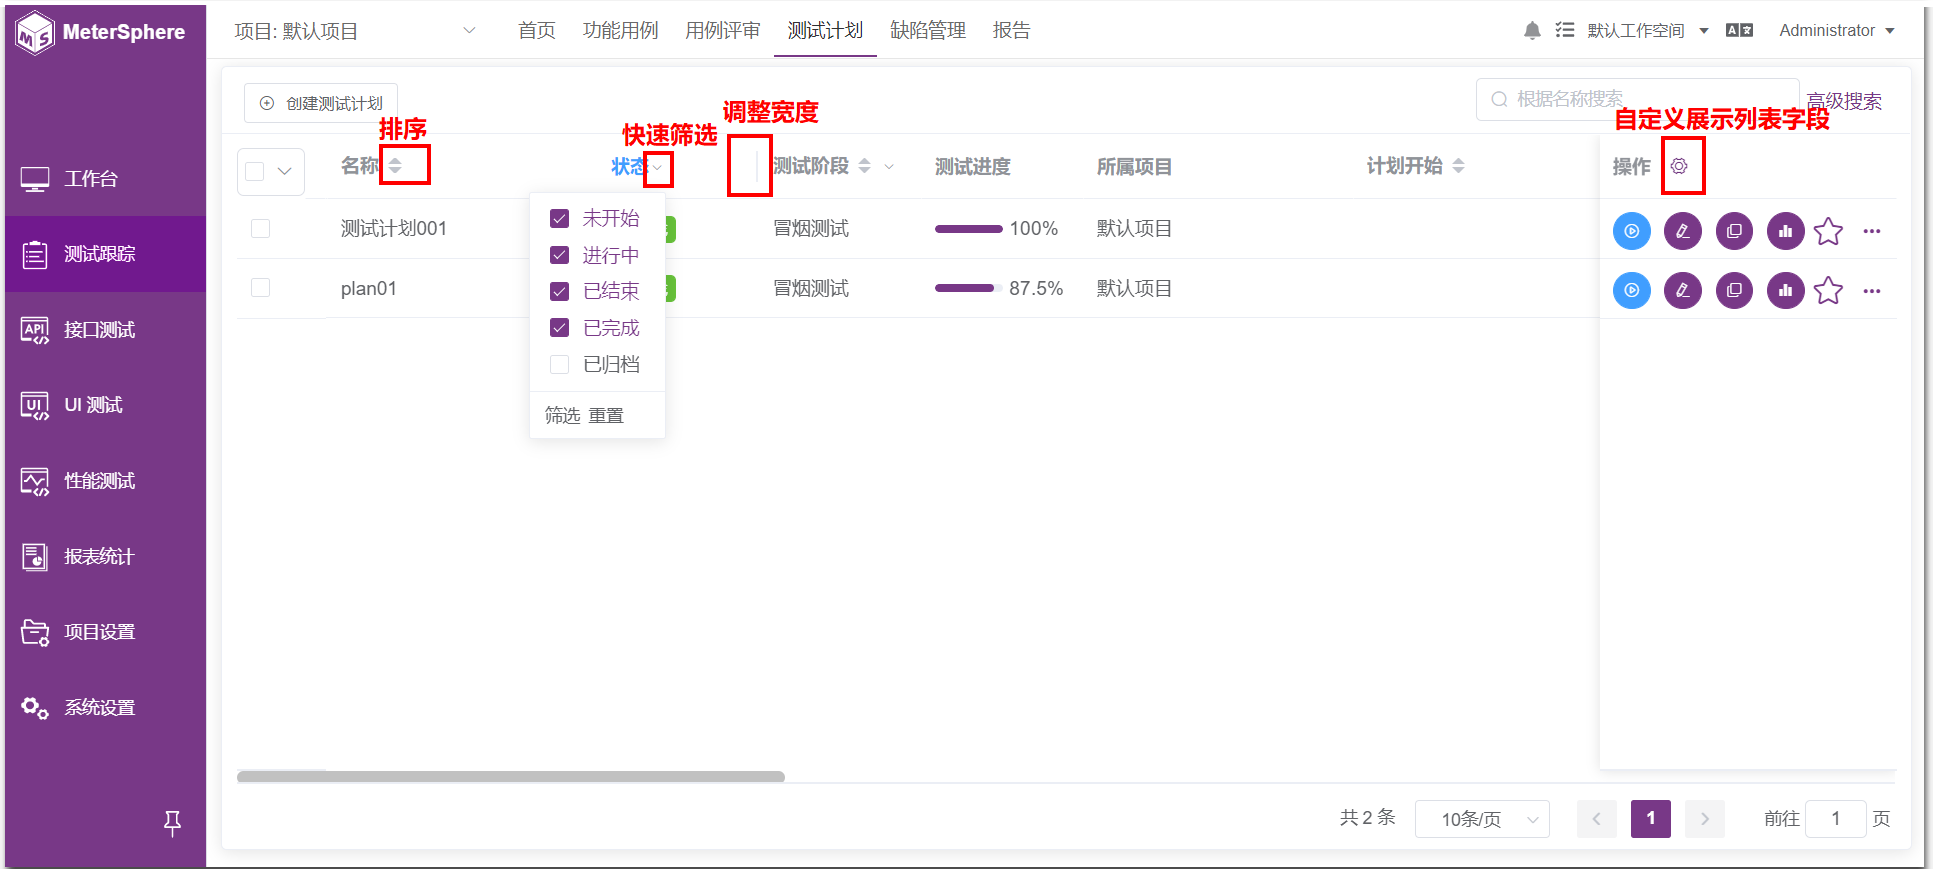 MeterSphere
项目: 默认项目
首页 功能用例 用例评审 测试计划 缺陷管理 报告
默认工作空间
Administrator
工作台
测试跟踪
接口测试
UI 测试
性能测试
报表统计
项目设置
系统设置
创建测试计划
根据名称搜索
高级搜索
排序
快速筛选
调整宽度
自定义展示列表字段
名称 状态 测试阶段 测试进度 所属项目 计划开始 操作
测试计划001 冒烟测试 100% 默认项目
plan01 冒烟测试 87.5% 默认项目
未开始
进行中
已结束
已完成
已归档
筛选 重置
共 2 条 10条/页 1 前往 1 页